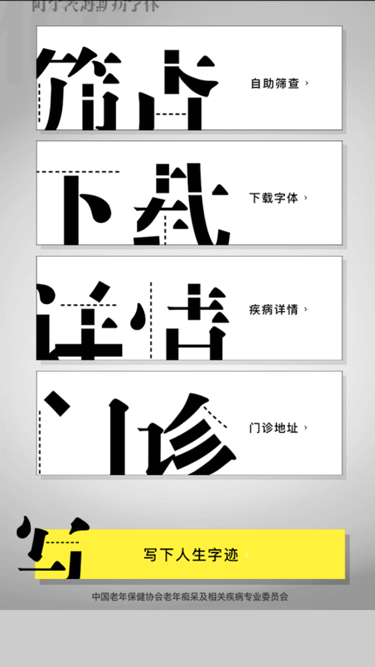 筛查
自助筛查 ›
下载
下载字体 ›
详情
疾病详情 ›
门诊
门诊地址 ›
写
写下人生字迹 ›
中国老年保健协会老年痴呆及相关疾病专业委员会